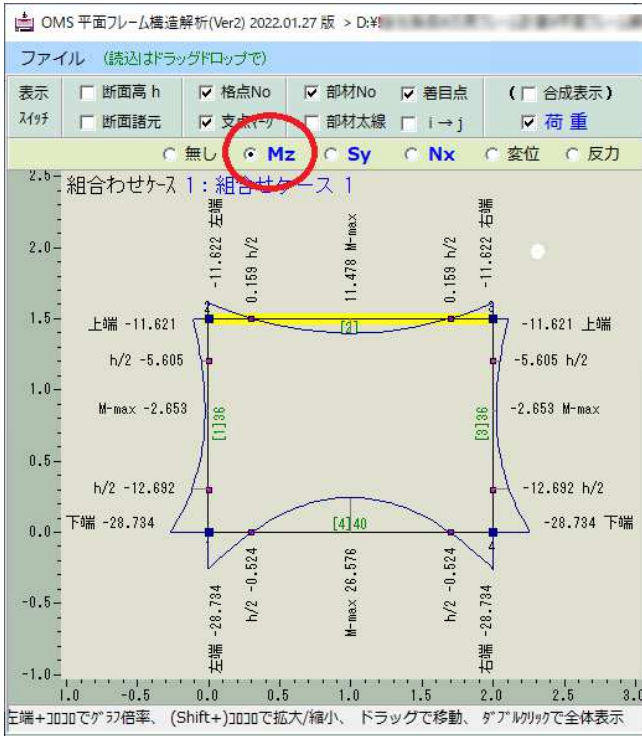 OMS 平面フレーム構造解析(Ver2) 2022.01.27 版 > D:¥
ファイル (読込はドラッグドロップで)
表示 断面高 h 格点No 部材No 着目点 ( 合成表示)
ｽｲｯﾁ 断面諸元 支点ﾏｰｸ 部材太線 i→j 荷 重
無し Mz Sy Nx 変位 反力
組合わせｹｰｽ 1 : 組合せケース 1
2.5
2.0
1.5
1.0
0.5
0.0
-0.5
-1.0
-11.622 左端
0.159 h/2
11.478 M-max
0.159 h/2
-11.622 右端
2
3
上端 -11.621
[2]
-11.621 上端
h/2 -5.605
-5.605 h/2
M-max -2.653
[1]36
[3]36
-2.653 M-max
h/2 -12.692
-12.692 h/2
下端 -28.734
[4]40
-28.734 下端
1
4
左端 -28.734
h/2 -0.524
M-max 26.576
h/2 -0.524
右端 -28.734
1.0 -0.5 0.0 0.5 1.0 1.5 2.0 2.5 3.0
左端+ｺﾛｺﾛでｸﾞﾗﾌ倍率、 (Shift+)ｺﾛｺﾛで拡大/縮小、 ドラッグで移動、 ﾀﾞﾌﾞﾙｸﾘｯｸで全体表示